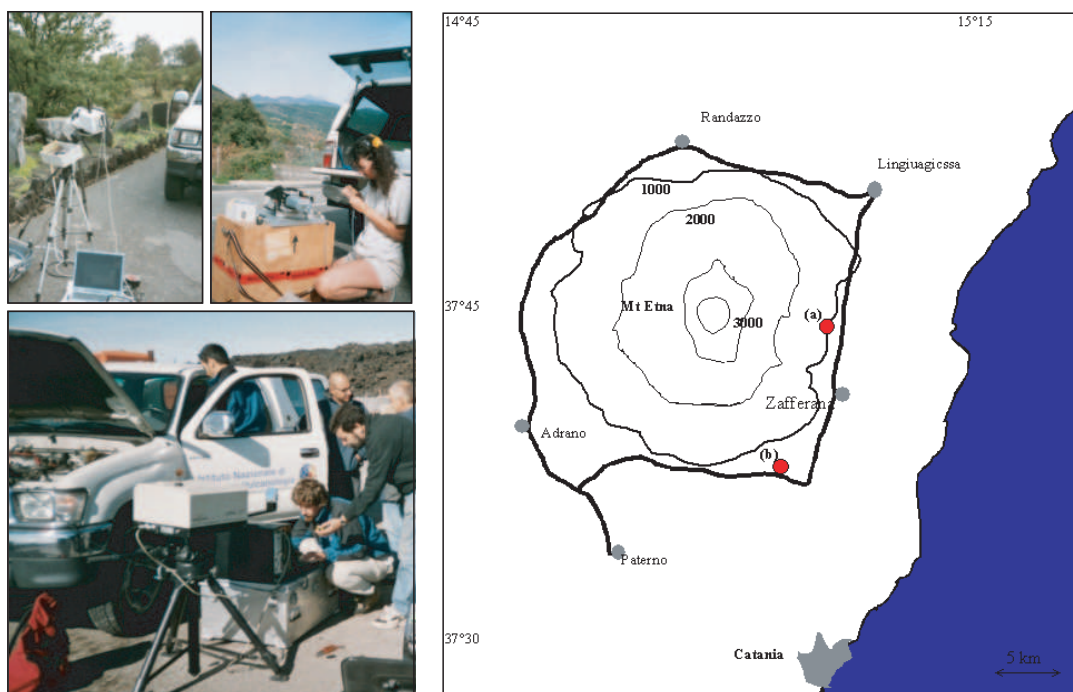 14°45
15°15
Randazzo
Linguagicssa
1000
2000
37°45
Mt Etna
3000
(a)
Zafferana
Adrano
(b)
Paterno
37°30
Catania
5 km
Istituto Nazionale di